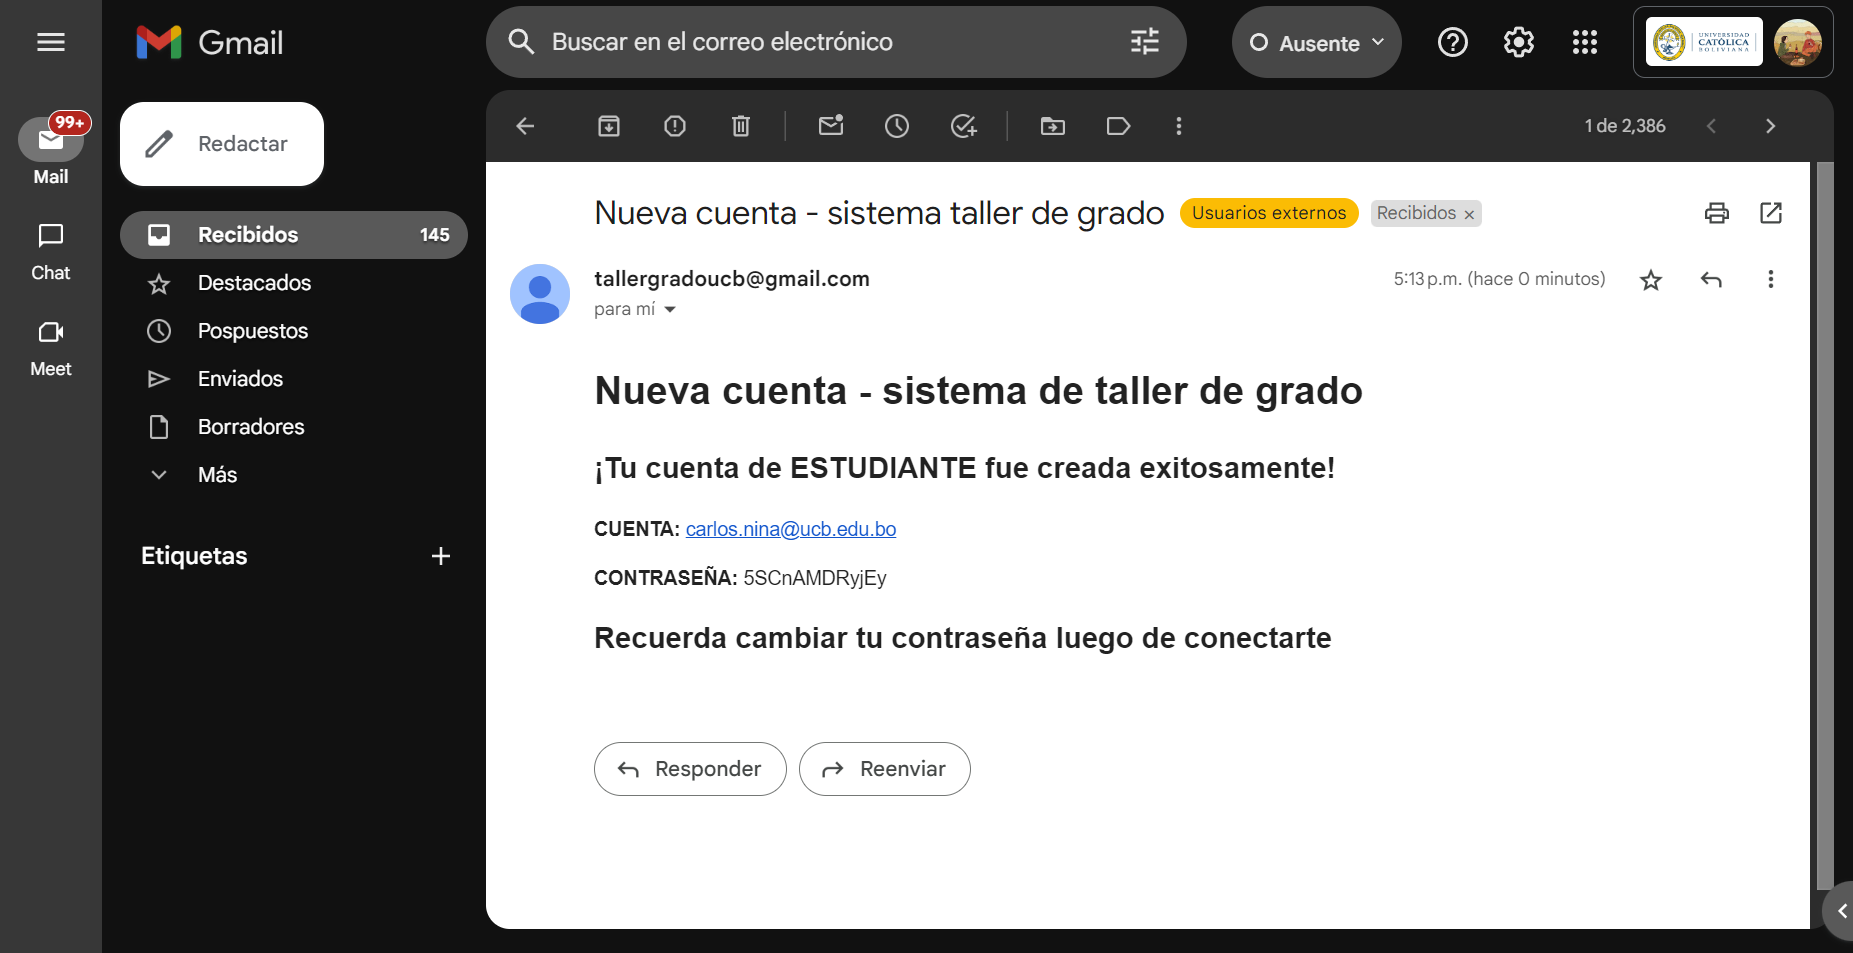 Gmail
Buscar en el correo electrónico
Ausente
UNIVERSIDAD
CATÓLICA
BOLIVIANA
99+
Mail
Chat
Meet
Redactar
Recibidos 145
Destacados
Pospuestos
Enviados
Borradores
Más
Etiquetas
1 de 2,386
Nueva cuenta - sistema taller de grado Usuarios externos Recibidos ×
tallergradoucb@gmail.com 5:13 p.m. (hace 0 minutos)
para mí
Nueva cuenta - sistema de taller de grado
¡Tu cuenta de ESTUDIANTE fue creada exitosamente!
CUENTA: carlos.nina@ucb.edu.bo
CONTRASEÑA: 5SCnAMDRyjEy
Recuerda cambiar tu contraseña luego de conectarte
Responder Reenviar